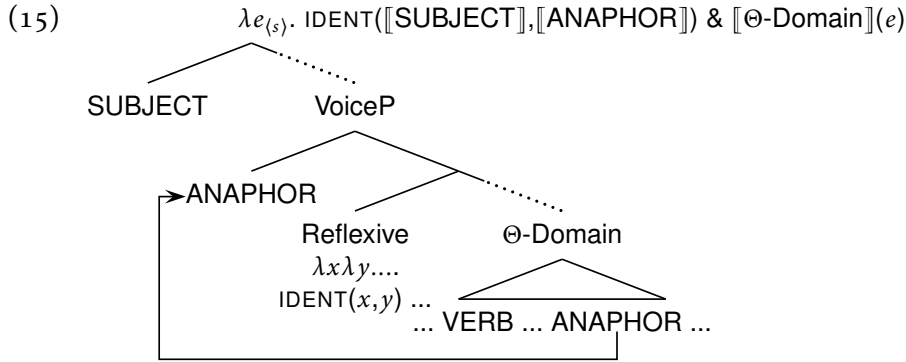 (15) λe⟨s⟩. IDENT(⟦SUBJECT⟧,⟦ANAPHOR⟧) & ⟦Θ-Domain⟧(e)
SUBJECT VoiceP
ANAPHOR
Reflexive Θ-Domain
λxλy....
IDENT(x,y) ...
... VERB ... ANAPHOR ...